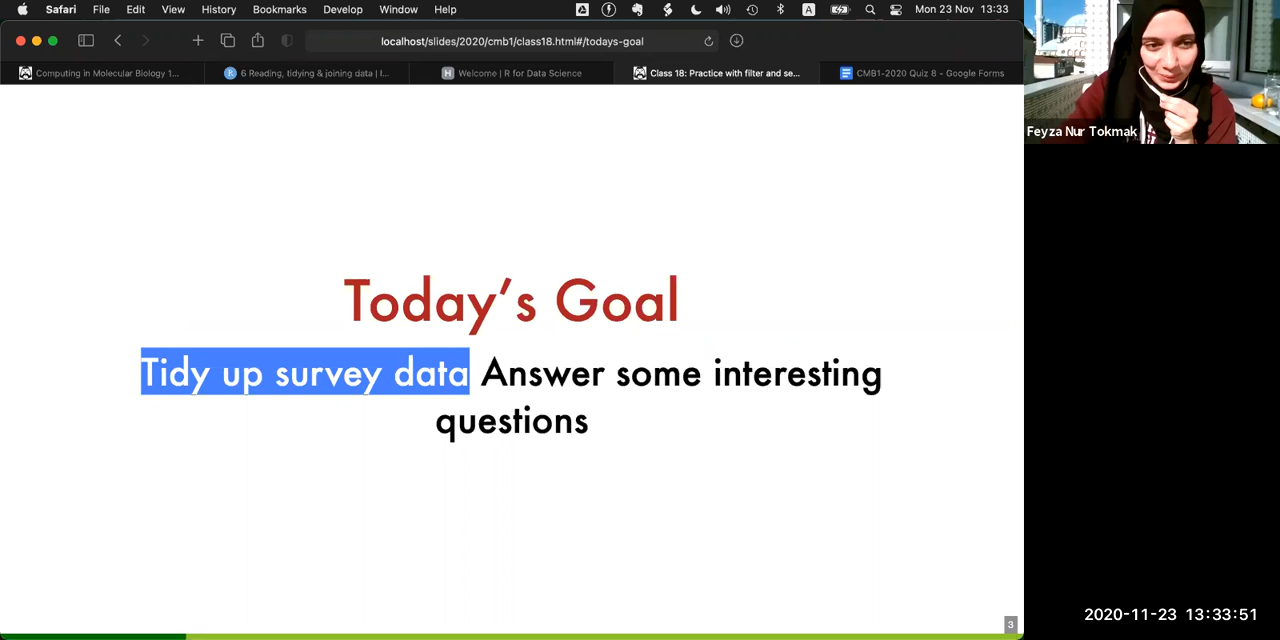 Safari File Edit View History Bookmarks Develop Window Help A Mon 23 Nov 13:33
localhost/slides/2020/cmb1/class18.html#/todays-goal
Computing in Molecular Biology 1... 6 Reading, tidying & joining data | I... Welcome | R for Data Science Class 18: Practice with filter and se... CMB1-2020 Quiz 8 - Google Forms
Feyza Nur Tokmak
Today's Goal
Tidy up survey data Answer some interesting
questions
3
2020-11-23 13:33:51